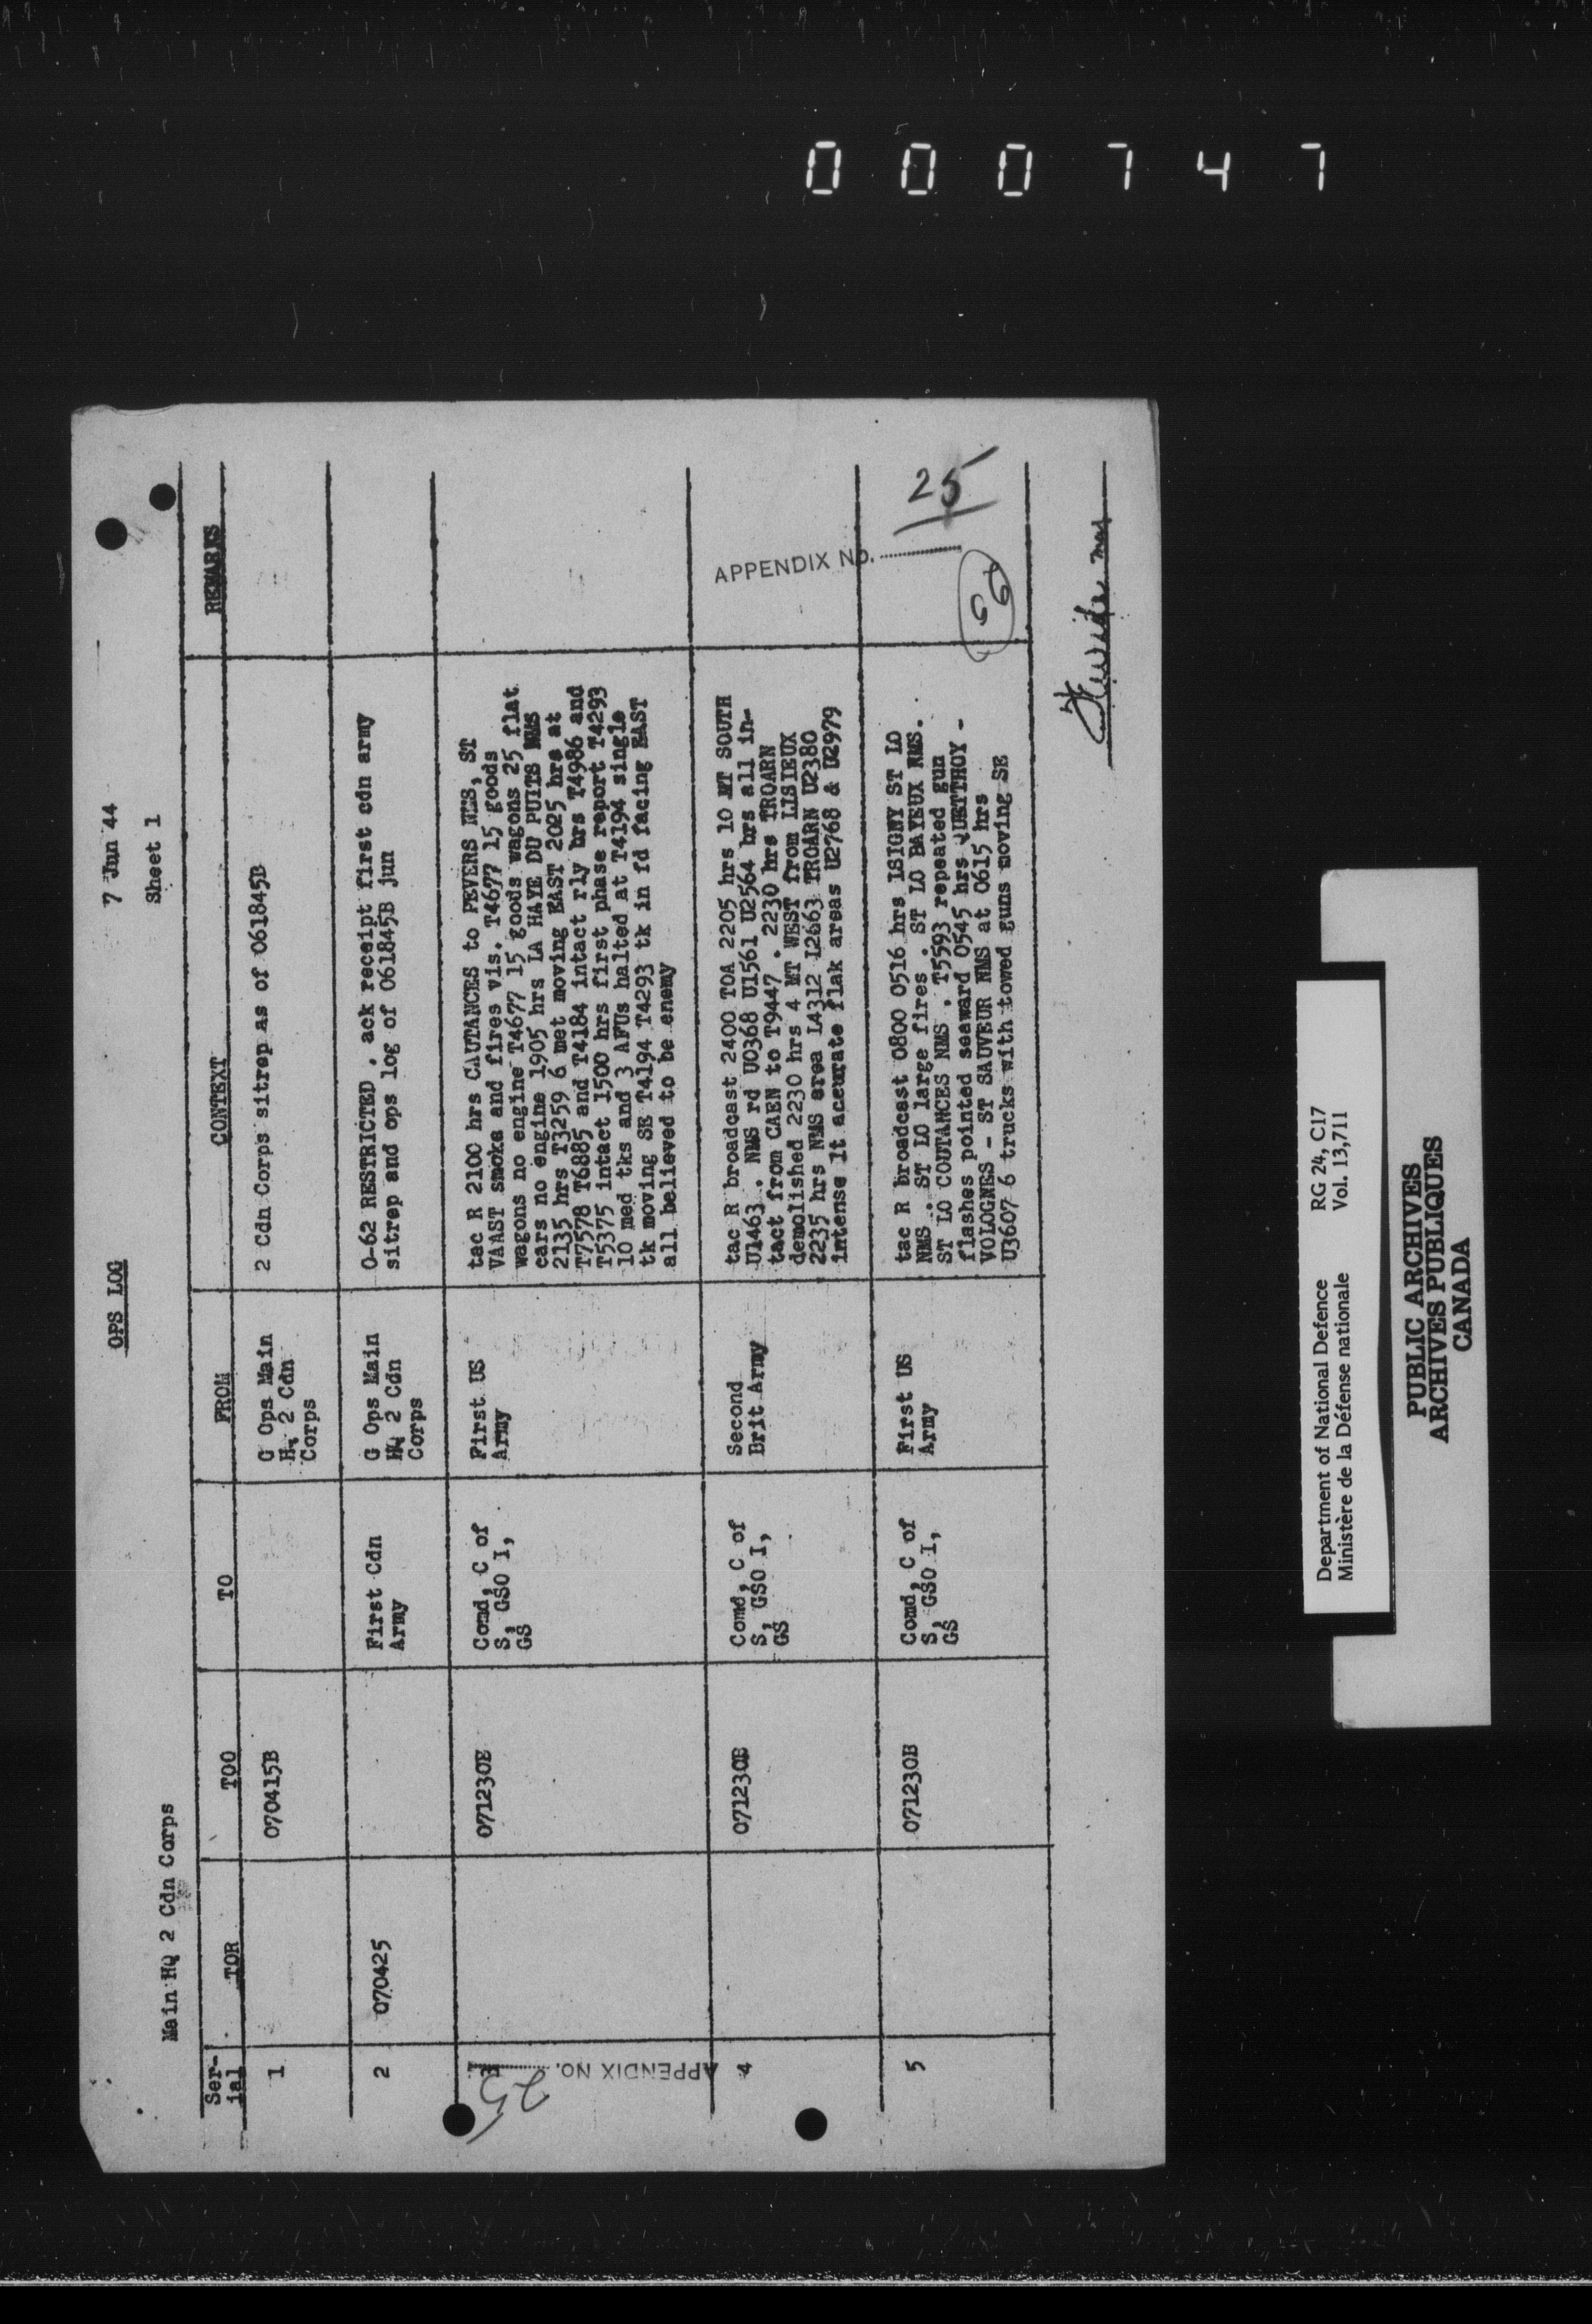 000747
7 Jun 44
OPS LOG
Main HQ 2 Cdn Corps
Sheet 1
Ser-
ial TOR TOO TO FROM CONTEXT REMARKS
1 070415B G Ops Main 2 Cdn Corps sitrep as of 061845B
HQ 2 Cdn
Corps
2 070425 First Cdn G Ops Main O-62 RESTRICTED . ack receipt first cdn army
Army HQ 2 Cdn sitrep and ops log of 061845B jun
Corps
Comd, C of First US tac R 2100 hrs CAUTANCES to PEVERS NMS, ST
071230B S, GSO I, Army VAAST smoke and fires vis. T4677 15 goods
GS wagons no engine T4677 15 goods wagons 25 flat
cars no engine 1905 hrs LA HAYE DU PUITS NMS
2135 hrs T3259 6 met moving EAST 2025 hrs at
T7578 T6885 and T4184 intact rly brs T4986 and
T5375 intact 1500 hrs first phase report T4293
10 med tks and 3 AFUs halted at T4194 single
tk moving SE T4194 T4293 tk in fd facing EAST
all believed to be enemy
4 071230B Comd, C of Second tac R broadcast 2400 TOA 2205 hrs 10 MT SOUTH
S, GSO I, Brit Army U1463 . NMS rd U0368 U1561 U2564 brs all in-
GS tact from CAEN to T9447 . 2230 hrs TROARN
demolished 2230 hrs 4 MT WEST from LISIEUX
2235 hrs NMS area L4312 L2663 TROARN U2380
intense lt accurate flak areas U2768 & U2979
5 071230B Comd, C of First US tac R broadcast 0800 0516 hrs ISIGNY ST LO
S, GSO I, Army NMS . ST LO large fires . ST LO BAYEUX NMS.
GS ST LO COUTANCES NMS . T5593 repeated gun
flashes pointed seaward 0545 hrs QUETTHOY -
VOLOGNES - ST SAUVEUR NMS at 0615 hrs
U3607 6 trucks with towed guns moving SE
APPENDIX No. 25
APPENDIX NO. 25
Department of National Defence RG 24, C17
Ministère de la Défense nationale Vol. 13,711
PUBLIC ARCHIVES
ARCHIVES PUBLIQUES
CANADA